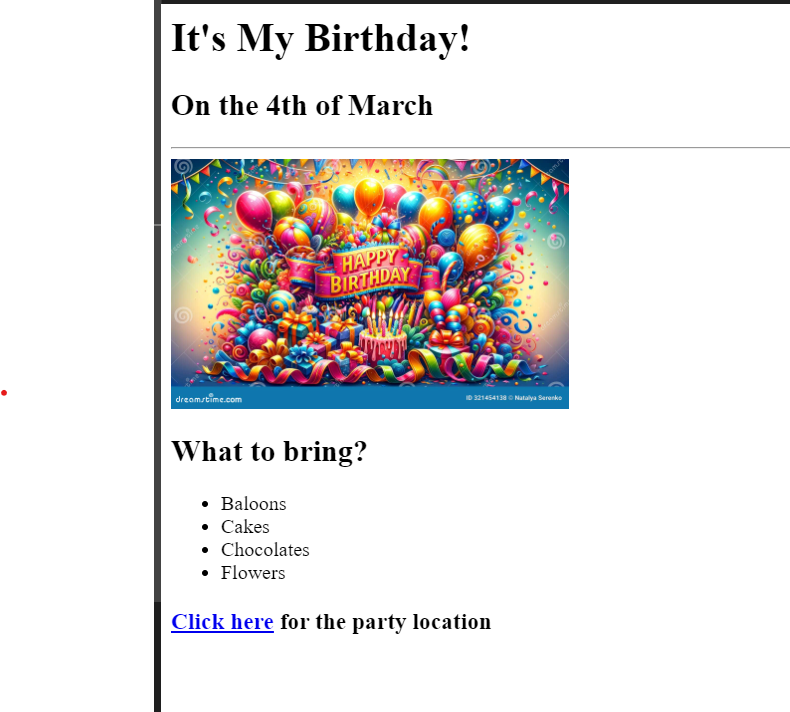 It's My Birthday!
On the 4th of March
HAPPY
BIRTHDAY
dreamstime.com
ID 321454138 © Natalya Serenko
What to bring?
Baloons
Cakes
Chocolates
Flowers
Click here for the party location